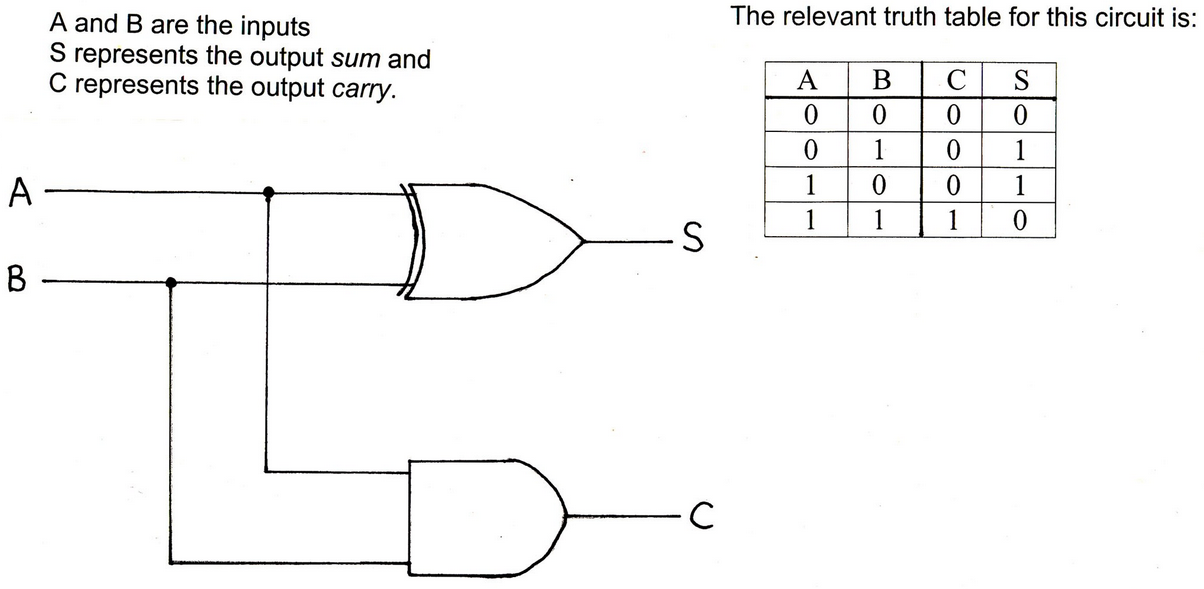 A and B are the inputs
S represents the output sum and
C represents the output carry.
The relevant truth table for this circuit is:
A B C S
0 0 0 0
0 1 0 1
1 0 0 1
1 1 1 0
A
B
S
C